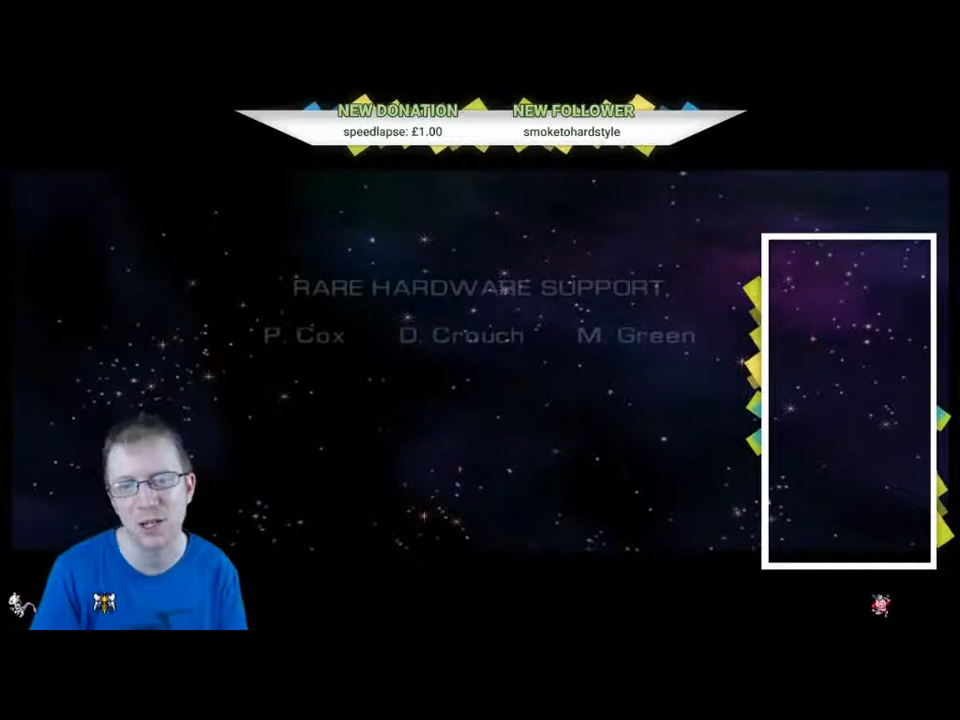 NEW DONATION NEW FOLLOWER
speedlapse: £1.00 smoketohardstyle
RARE HARDWARE SUPPORT
P. Cox D. Crouch M. Green